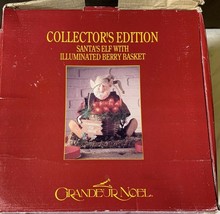 COLLECTOR'S EDITION
SANTA'S ELF WITH
ILLUMINATED BERRY BASKET
GRANDEUR NOEL